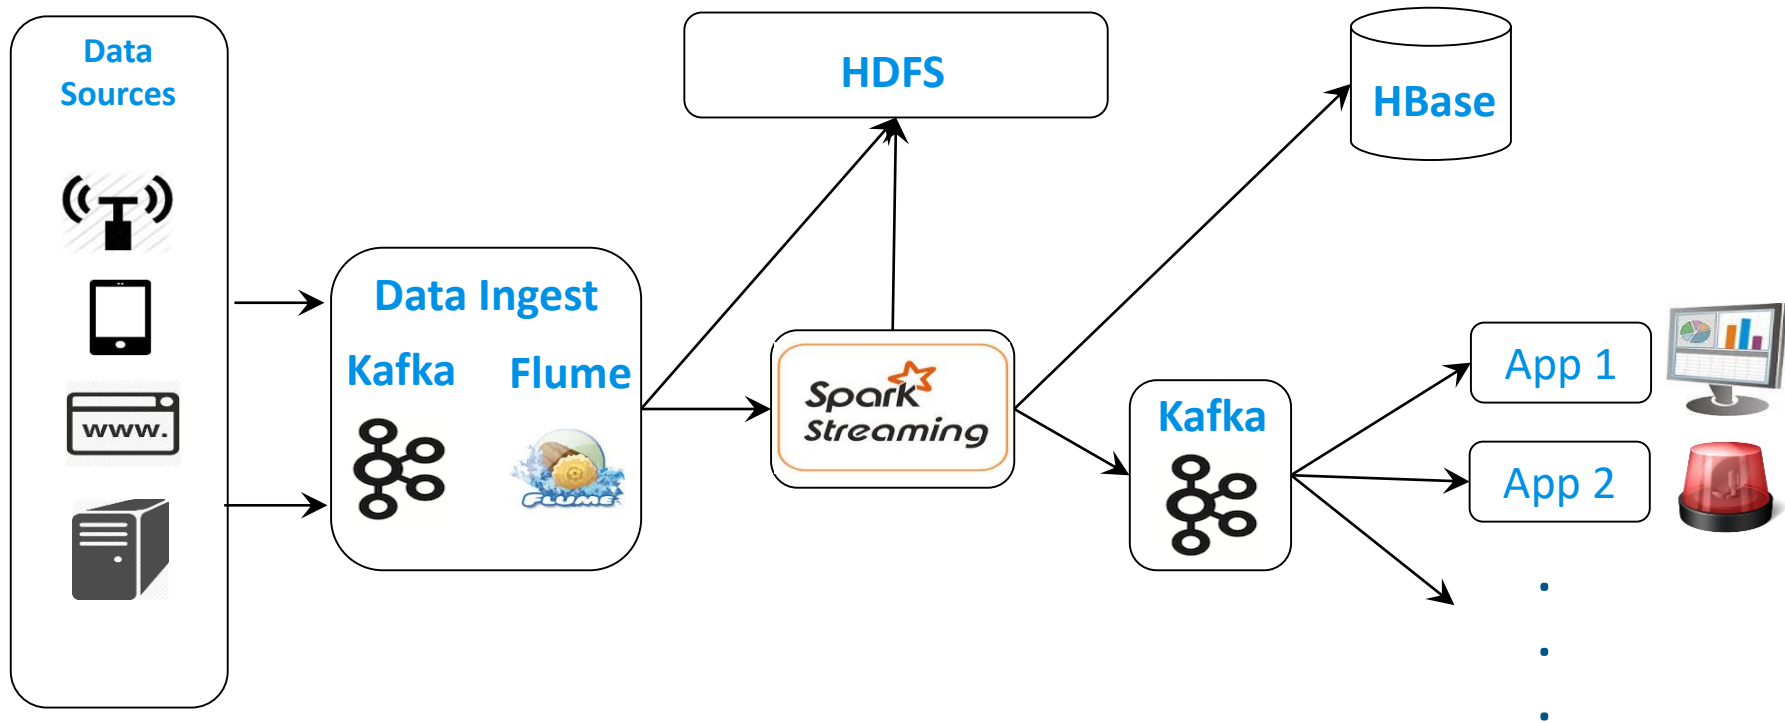 Data
Sources
www.
Data Ingest
Kafka
Flume
FLUME
HDFS
Spark
Streaming
HBase
Kafka
App 1
App 2
.
.
.